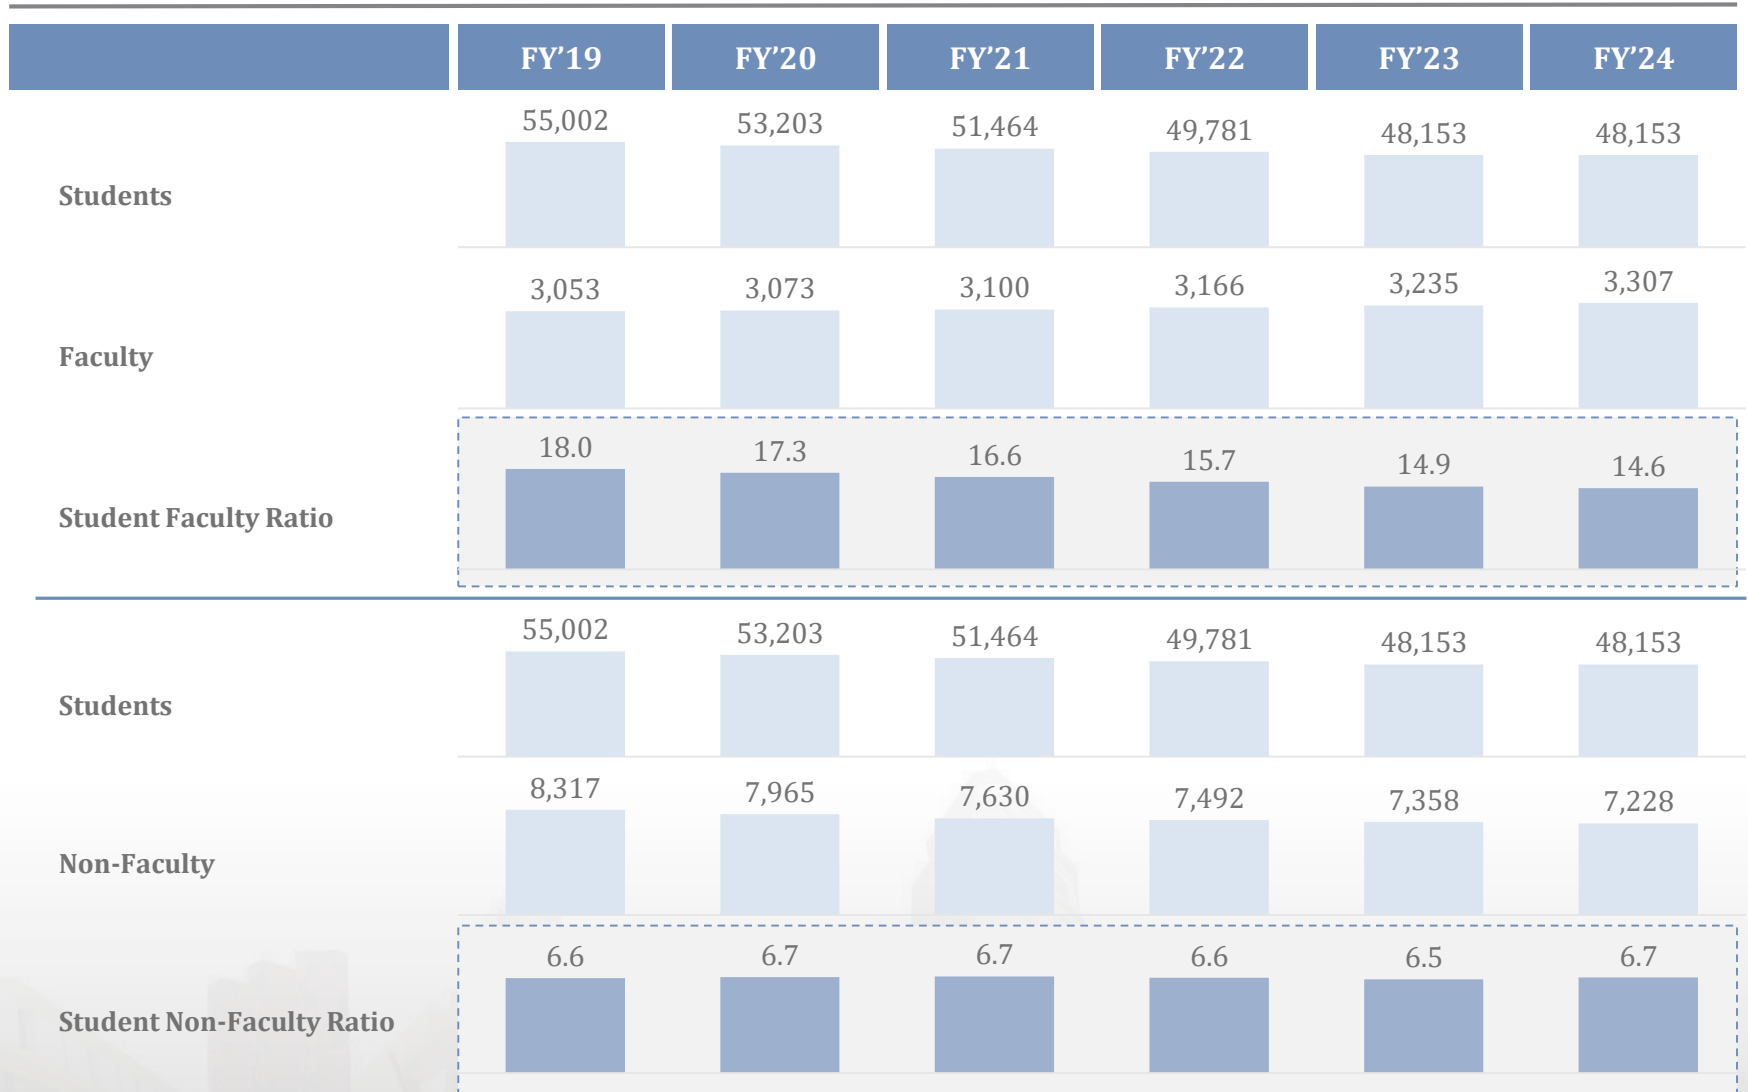 FY’19 FY’20 FY’21 FY’22 FY’23 FY’24
55,002 53,203 51,464 49,781 48,153 48,153
Students
3,053 3,073 3,100 3,166 3,235 3,307
Faculty
18.0 17.3 16.6 15.7 14.9 14.6
Student Faculty Ratio
55,002 53,203 51,464 49,781 48,153 48,153
Students
8,317 7,965 7,630 7,492 7,358 7,228
Non-Faculty
6.6 6.7 6.7 6.6 6.5 6.7
Student Non-Faculty Ratio